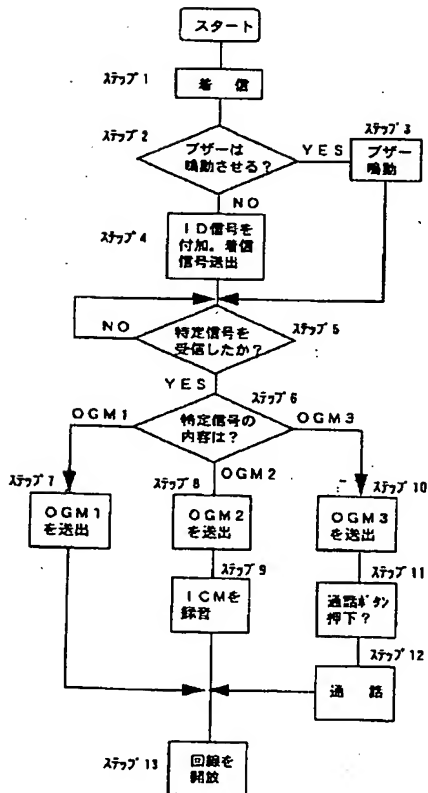 スタート
ステップ1
着 信
ステップ2
ブザーは
鳴動させる?
YES
ステップ3
ブザー
鳴動
NO
ステップ4
ID信号を
付加。着信
信号送出
NO
特定信号を
受信したか?
ステップ5
YES
ステップ6
OGM1
特定信号の
内容は?
OGM3
OGM2
ステップ7
OGM1
を送出
ステップ8
OGM2
を送出
ステップ10
OGM3
を送出
ステップ9
ICMを
録音
ステップ11
通話ボタン
押下?
ステップ12
通 話
ステップ13
回線を
開放